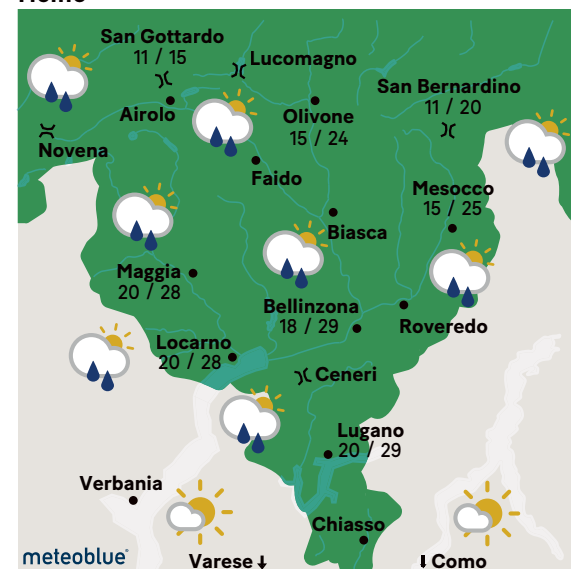 San Gottardo
11 / 15
Lucomagno
San Bernardino
11 / 20
Airolo
Olivone
15 / 24
Novena
Faido
Mesocco
15 / 25
Biasca
Maggia
20 / 28
Bellinzona
18 / 29
Roveredo
Locarno
20 / 28
Ceneri
Lugano
20 / 29
Verbania
Chiasso
meteoblue®
Varese ↓
Como